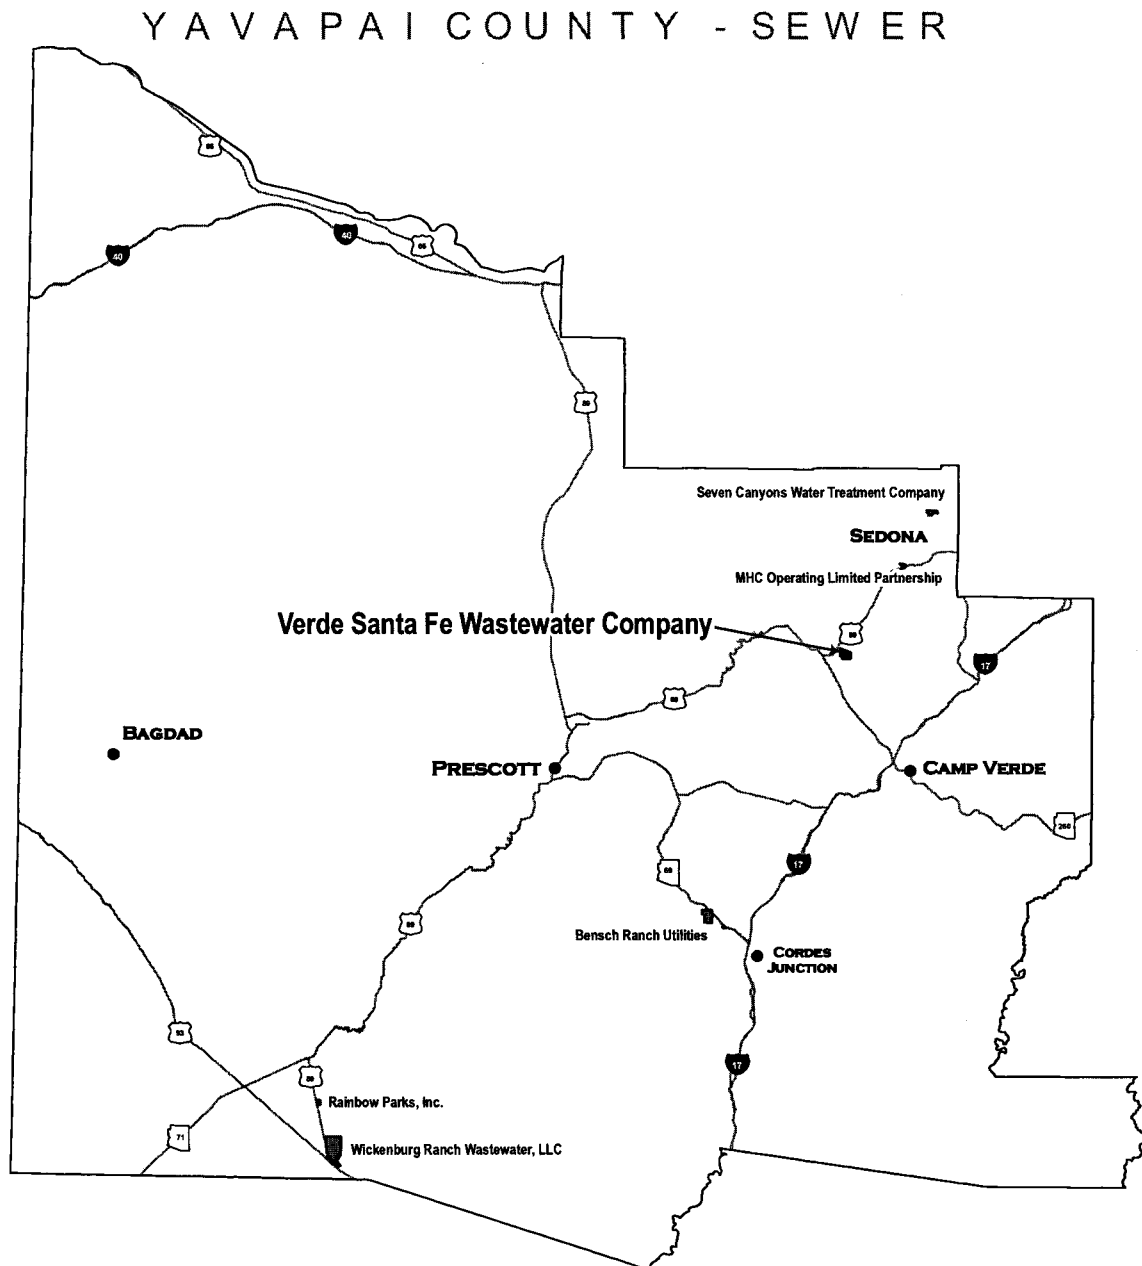 YAVAPAI COUNTY - SEWER
66
40
40
66
89
Seven Canyons Water Treatment Company
SEDONA
MHC Operating Limited Partnership
Verde Santa Fe Wastewater Company
89
17
89
BAGDAD
PRESCOTT
CAMP VERDE
260
17
69
Bensch Ranch Utilities
CORDES
JUNCTION
89
93
17
89
Rainbow Parks, Inc.
71
Wickenburg Ranch Wastewater, LLC